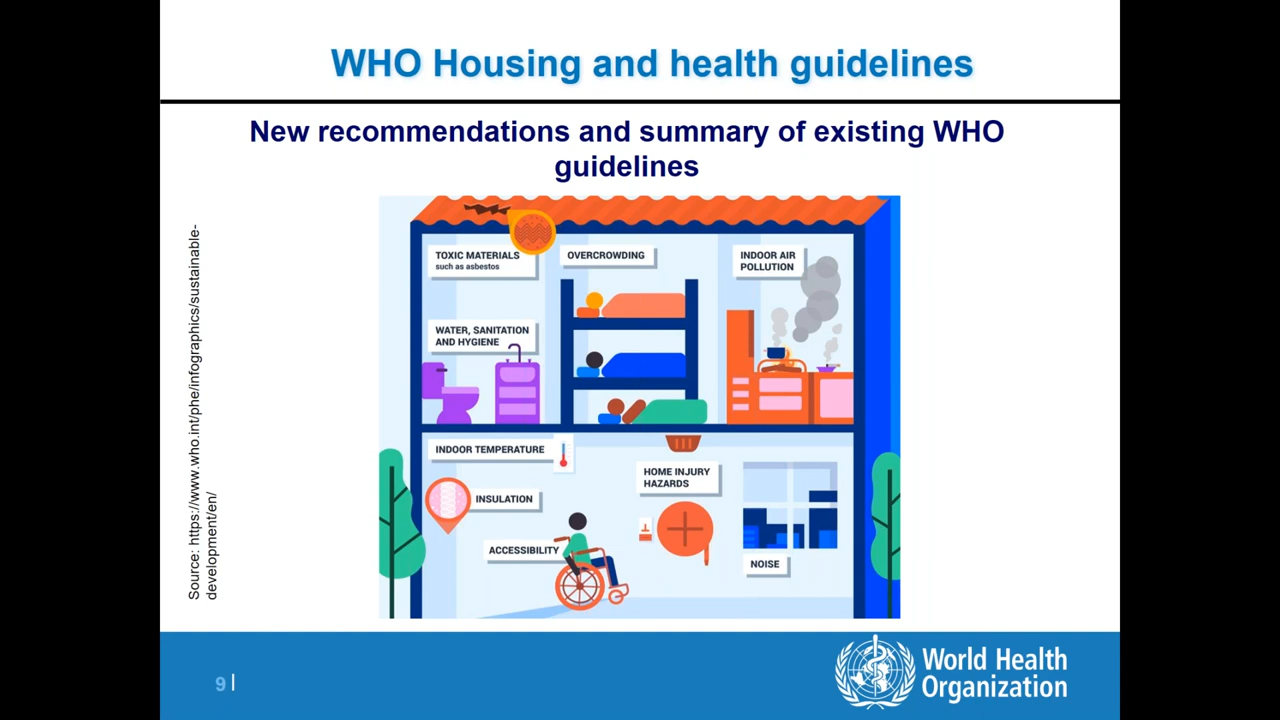 WHO Housing and health guidelines
New recommendations and summary of existing WHO
guidelines
Source: https://www.who.int/phe/infographics/sustainable-
development/en/
TOXIC MATERIALS
such as asbestos
OVERCROWDING
INDOOR AIR
POLLUTION
WATER, SANITATION
AND HYGIENE
INDOOR TEMPERATURE
INSULATION
ACCESSIBILITY
HOME INJURY
HAZARDS
NOISE
9 |
World Health
Organization